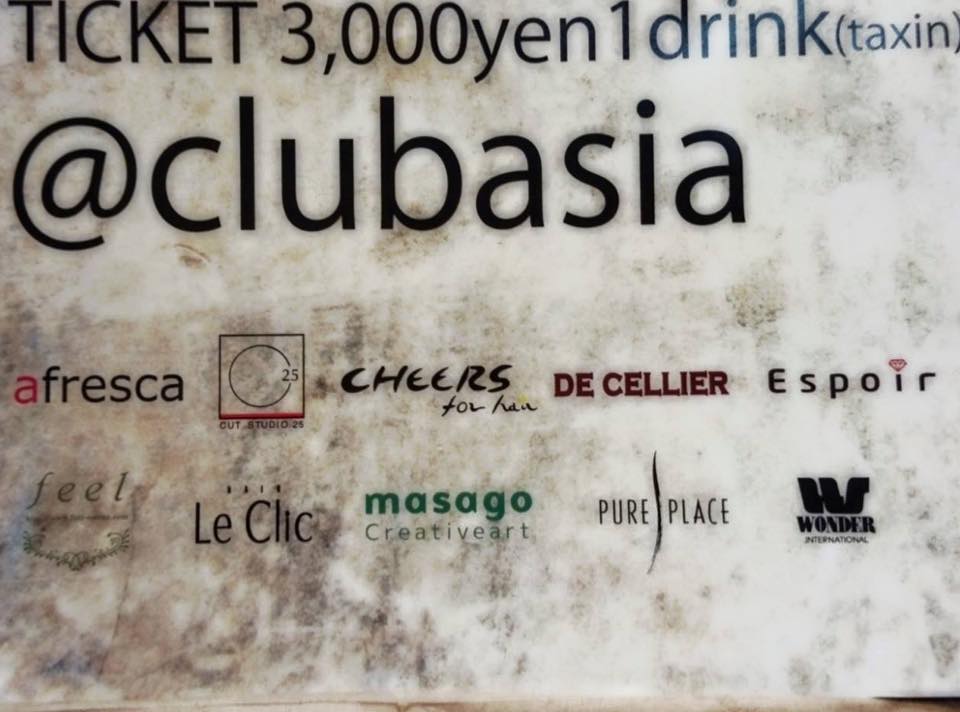 TICKET 3,000yen1drink(taxin)
@clubasia
afresca
25
CUT STUDIO 25
CHEERS
for hair
DE CELLIER
Espoir
feel
HAIR
Le Clic
masago
Creativeart
PURE PLACE
WONDER
INTERNATIONAL